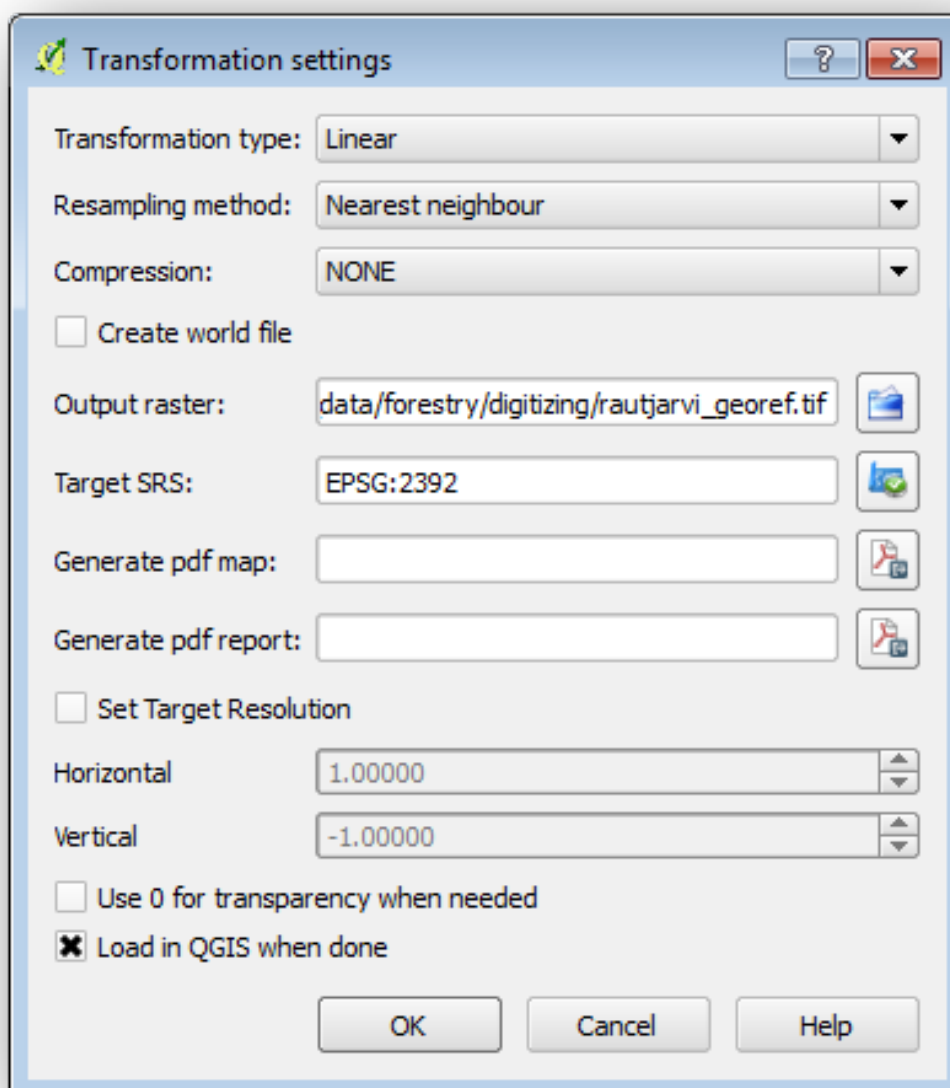 Transformation settings
Transformation type: Linear
Resampling method: Nearest neighbour
Compression: NONE
Create world file
Output raster: data/forestry/digitizing/rautjarvi_georef.tif
Target SRS: EPSG:2392
Generate pdf map:
Generate pdf report:
Set Target Resolution
Horizontal 1.00000
Vertical -1.00000
Use 0 for transparency when needed
Load in QGIS when done
OK Cancel Help